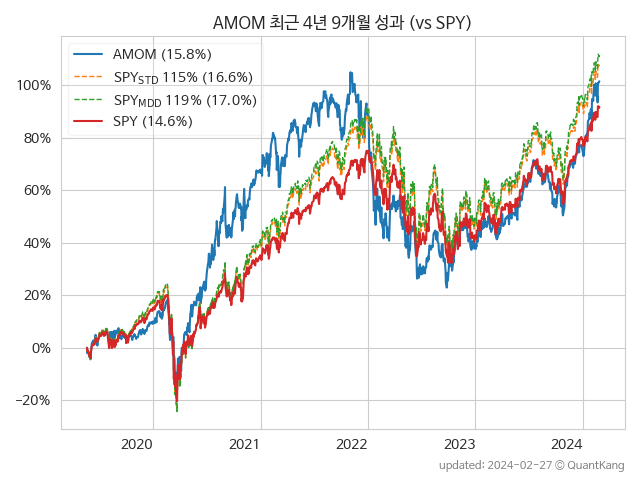 AMOM 최근 4년 9개월 성과 (vs SPY)
AMOM (15.8%)
SPY_STD 115% (16.6%)
SPY_MDD 119% (17.0%)
SPY (14.6%)
100%
80%
60%
40%
20%
0%
−20%
2020 2021 2022 2023 2024
updated: 2024-02-27 © QuantKang